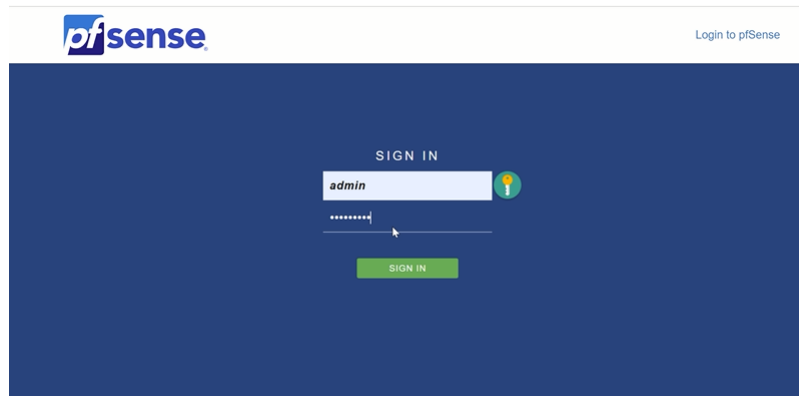 pfsense
Login to pfSense
SIGN IN
admin
•••••••••
SIGN IN